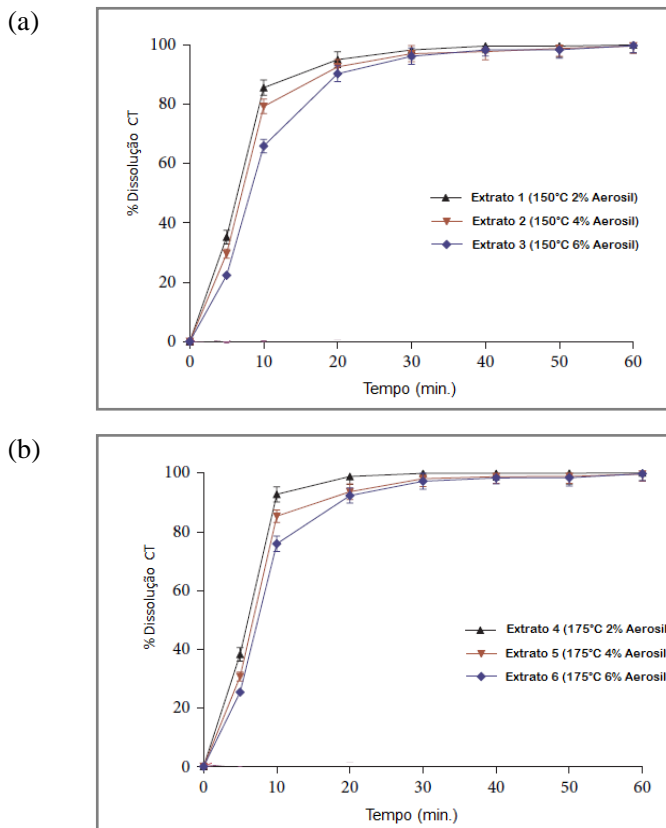 (a)
100
80
60
40
20
0
% Dissolução CT
Extrato 1 (150°C 2% Aerosil)
Extrato 2 (150°C 4% Aerosil)
Extrato 3 (150°C 6% Aerosil)
0 10 20 30 40 50 60
Tempo (min.)
(b)
100
80
60
40
20
0
% Dissolução CT
Extrato 4 (175°C 2% Aerosil
Extrato 5 (175°C 4% Aerosil
Extrato 6 (175°C 6% Aerosil
0 10 20 30 40 50 60
Tempo (min.)